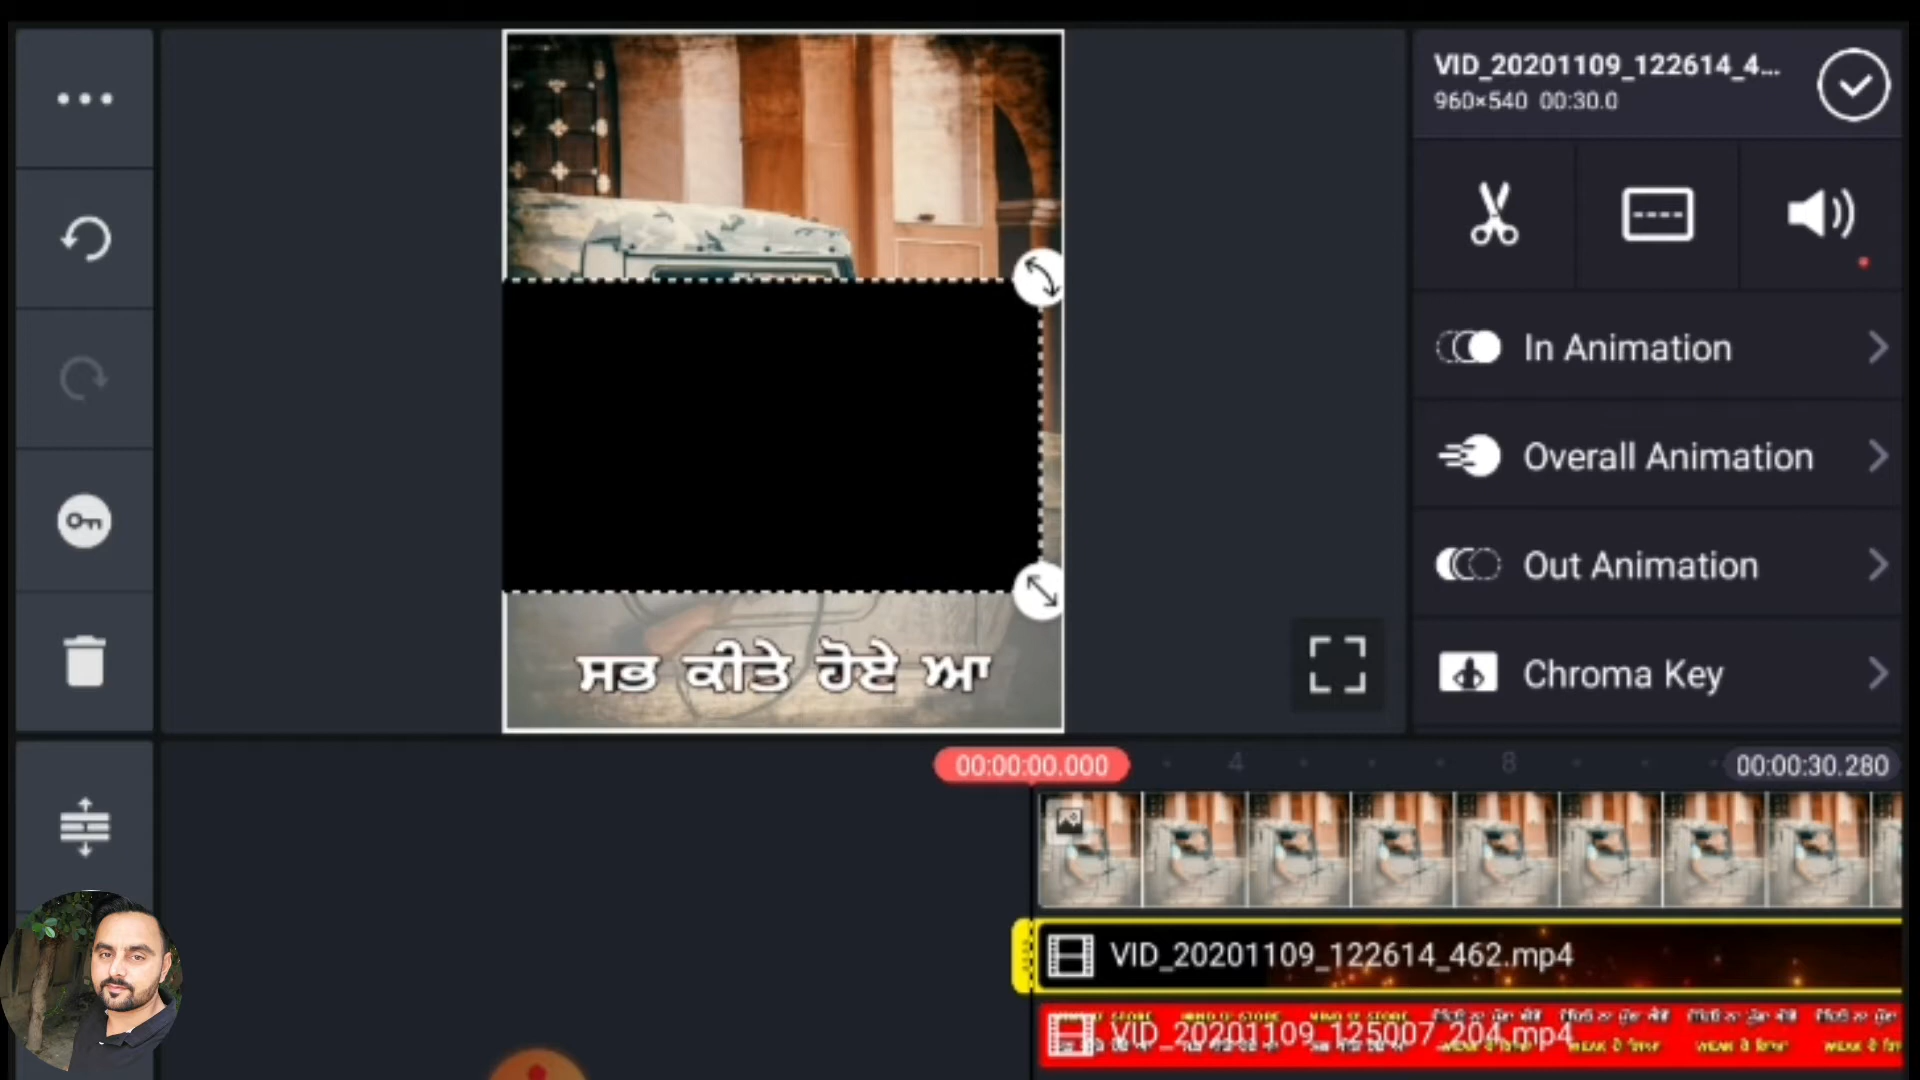 VID_20201109_122614_4...
960×540 00:30.0
In Animation
Overall Animation
Out Animation
Chroma Key
ਸਭ ਕੀਤੇ ਹੋਏ ਆ
00:00:00.000
4
8
00:00:30.280
VID_20201109_122614_462.mp4
VID_20201109_125007_204.mp4